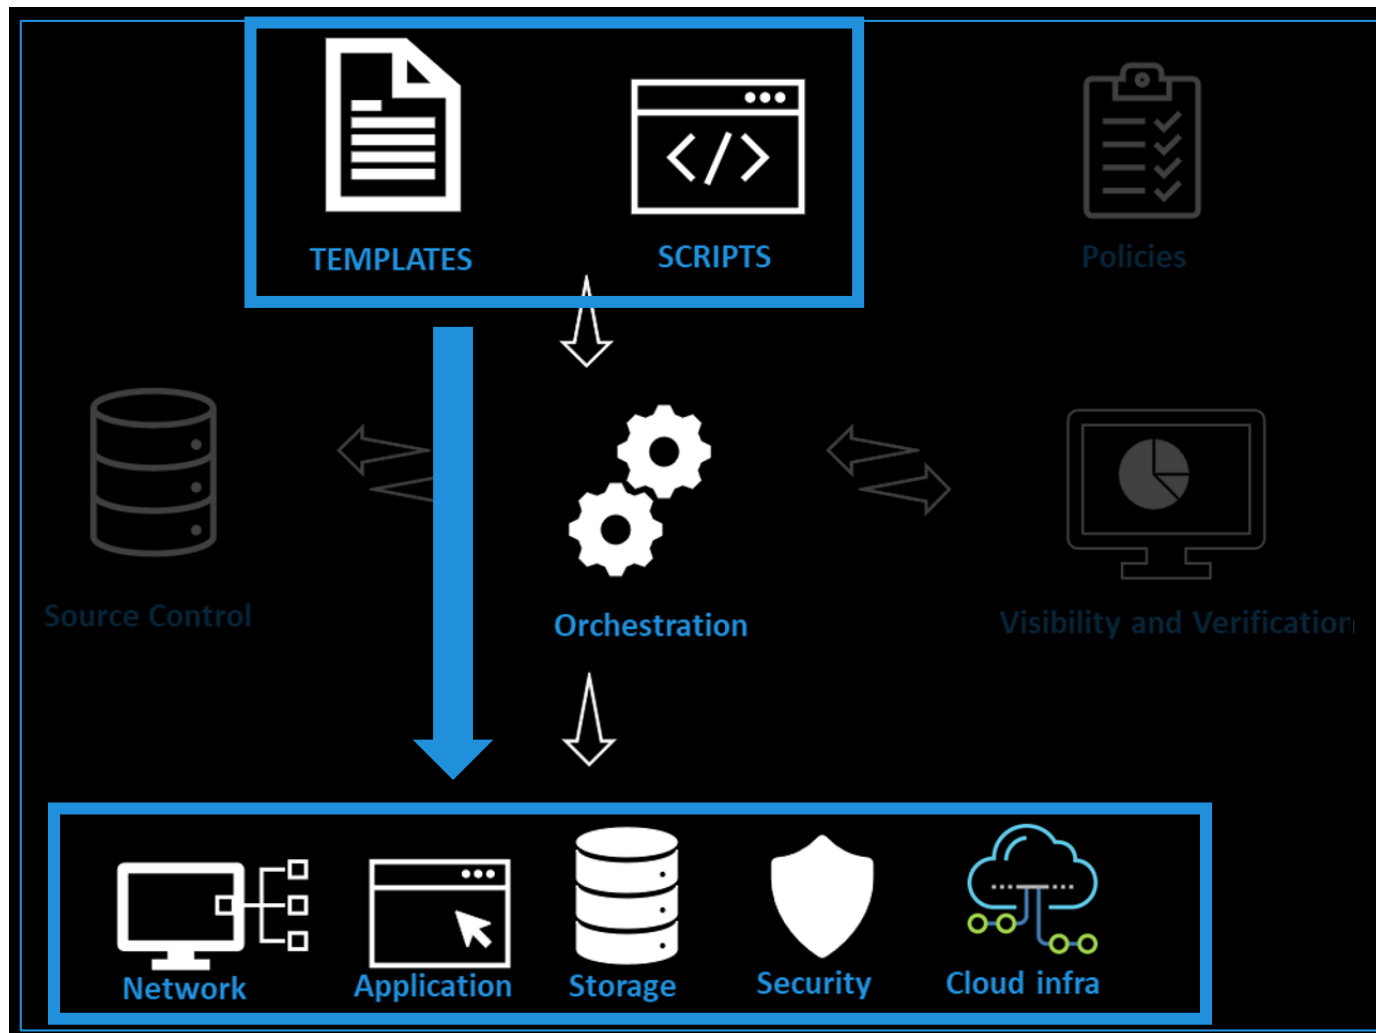 TEMPLATES
SCRIPTS
Policies
Source Control
Orchestration
Visibility and Verification
Network
Application
Storage
Security
Cloud infra